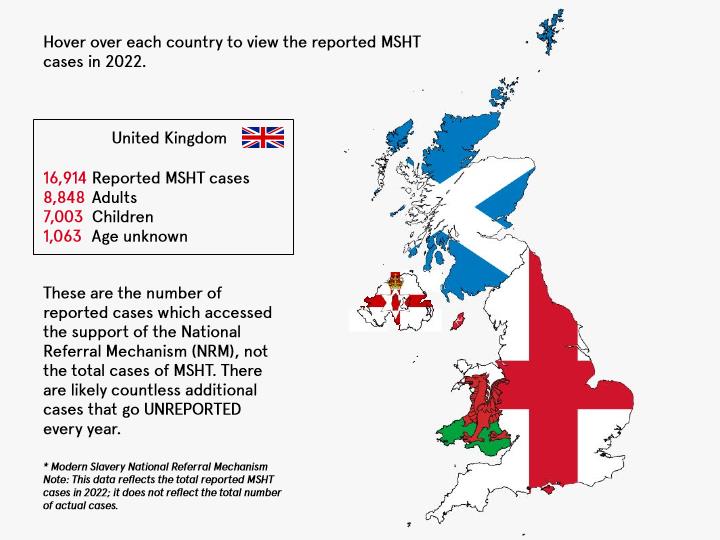 Hover over each country to view the reported MSHT
cases in 2022.
United Kingdom
16,914 Reported MSHT cases
8,848 Adults
7,003 Children
1,063 Age unknown
These are the number of
reported cases which accessed
the support of the National
Referral Mechanism (NRM), not
the total cases of MSHT. There
are likely countless additional
cases that go UNREPORTED
every year.
* Modern Slavery National Referral Mechanism
Note: This data reflects the total reported MSHT
cases in 2022; it does not reflect the total number
of actual cases.